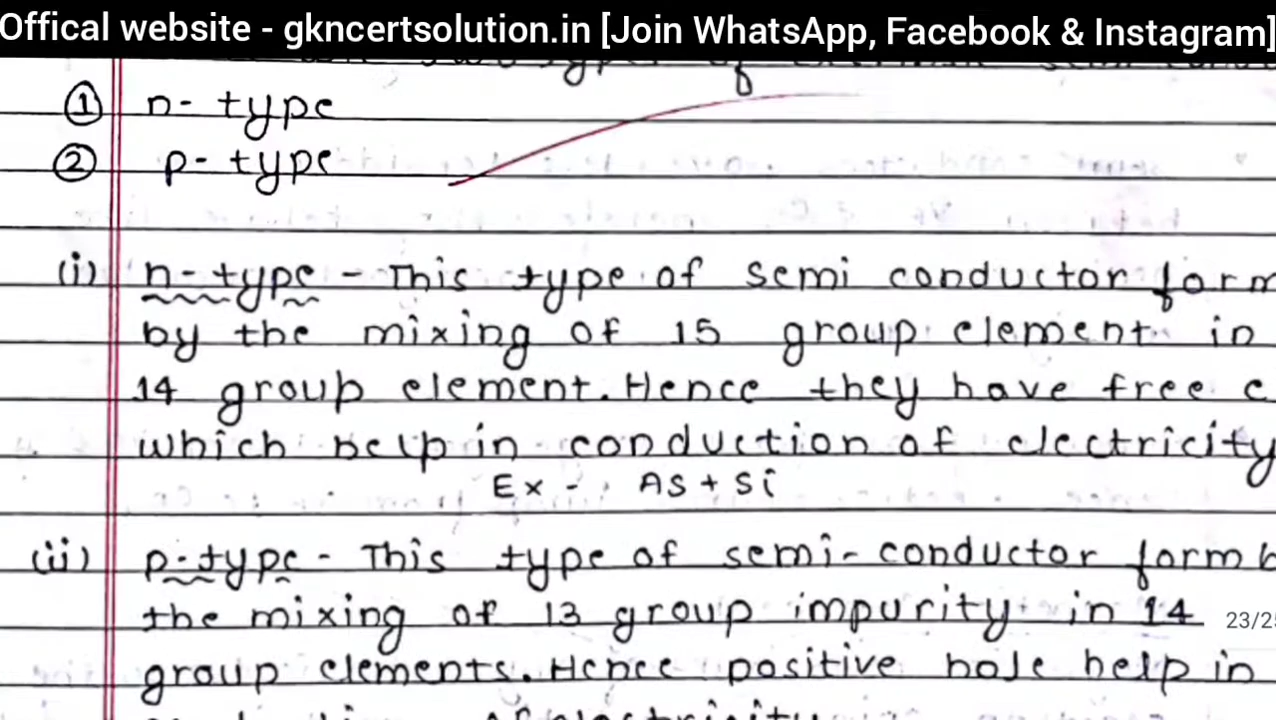 Offical website - gkncertsolution.in [Join WhatsApp, Facebook & Instagram]
① n- type
② p- type
(i) n-type - This type of semi conductor form
by the mixing of 15 group element in
14 group element. Hence they have free e
which help in conduction of electricity
Ex - As + Si
(ii) p-type - This type of semi-conductor form b
the mixing of 13 group impurity in 14
23/25
group elements. Hence positive hole help in
of electricity